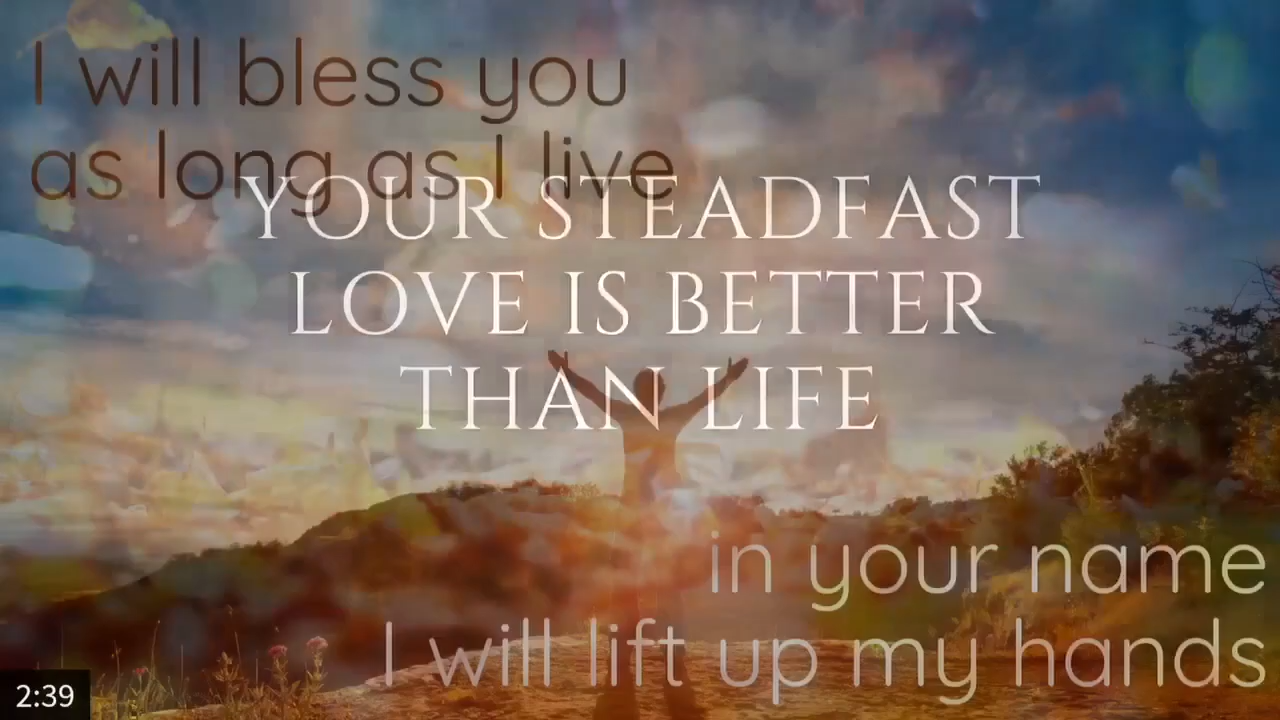 I will bless you
as long as I live
YOUR STEADFAST
LOVE IS BETTER
THAN LIFE
in your name
I will lift up my hands
2:39